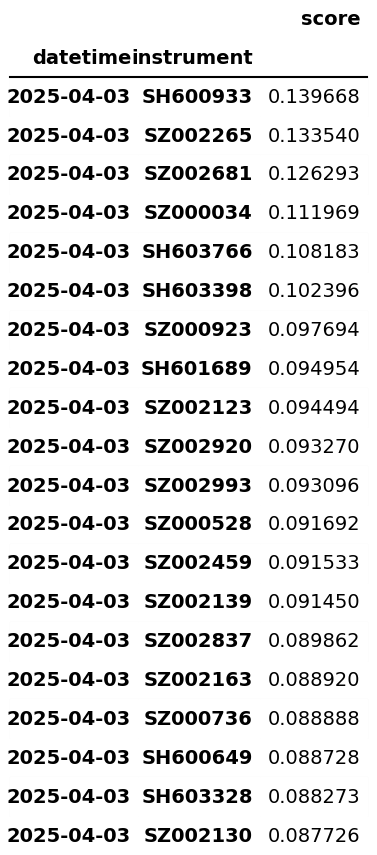 score
datetime instrument
2025-04-03 SH600933 0.139668
2025-04-03 SZ002265 0.133540
2025-04-03 SZ002681 0.126293
2025-04-03 SZ000034 0.111969
2025-04-03 SH603766 0.108183
2025-04-03 SH603398 0.102396
2025-04-03 SZ000923 0.097694
2025-04-03 SH601689 0.094954
2025-04-03 SZ002123 0.094494
2025-04-03 SZ002920 0.093270
2025-04-03 SZ002993 0.093096
2025-04-03 SZ000528 0.091692
2025-04-03 SZ002459 0.091533
2025-04-03 SZ002139 0.091450
2025-04-03 SZ002837 0.089862
2025-04-03 SZ002163 0.088920
2025-04-03 SZ000736 0.088888
2025-04-03 SH600649 0.088728
2025-04-03 SH603328 0.088273
2025-04-03 SZ002130 0.087726